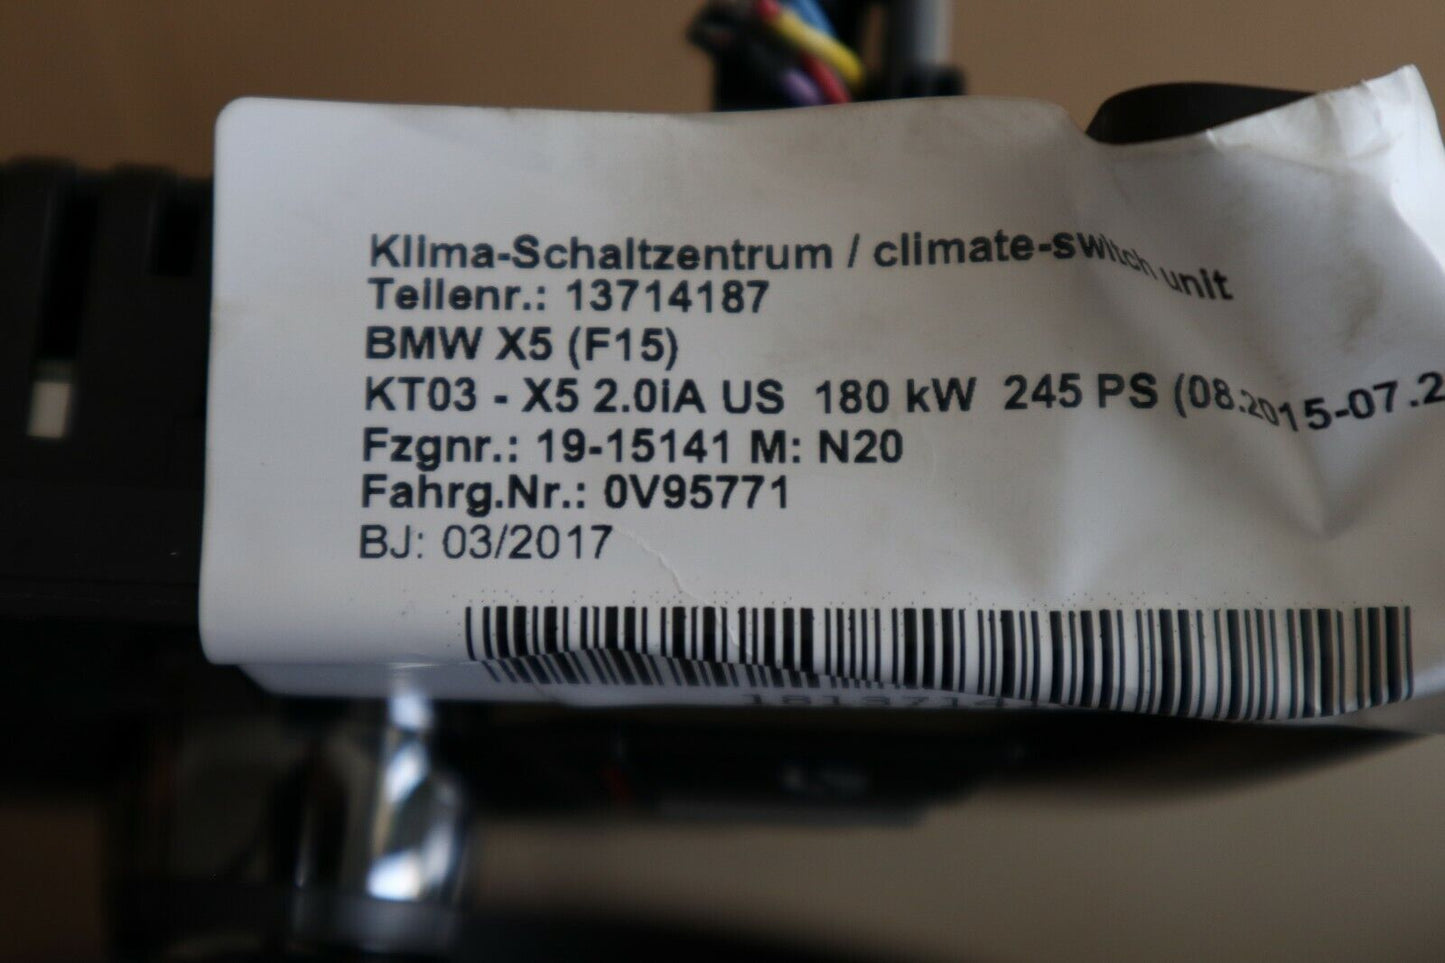 Klima-Schaltzentrum / climate-switch unit
Teilenr.: 13714187
BMW X5 (F15)
KT03 - X5 2.0iA US 180 kW 245 PS (08.2015-07.2
Fzgnr.: 19-15141 M: N20
Fahrg.Nr.: 0V95771
BJ: 03/2017